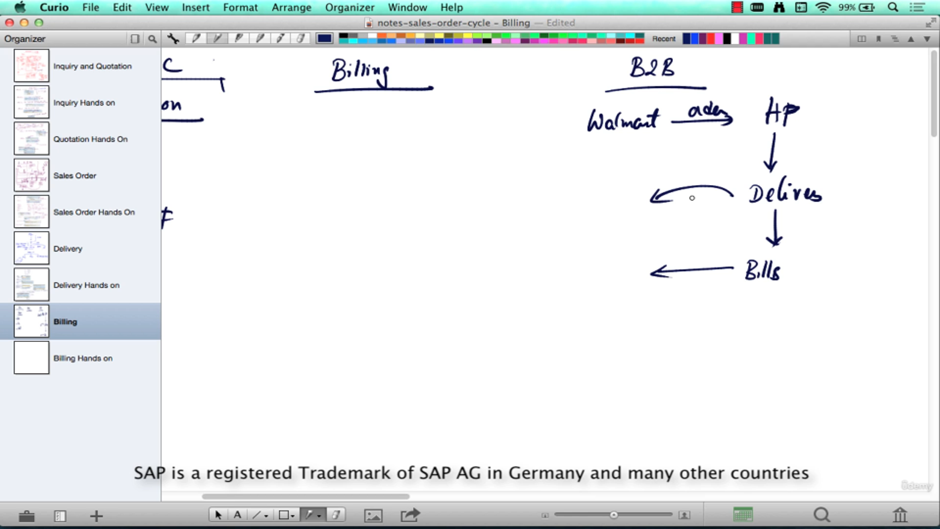 Curio File Edit View Insert Format Arrange Organizer Window Help 99%
notes-sales-order-cycle - Billing — Edited
Organizer
Recent
Inquiry and Quotation
Inquiry Hands on
Quotation Hands On
Sales Order
Sales Order Hands On
Delivery
Delivery Hands on
Billing
Billing Hands on
C
on
Billing
B2B
Walmart order HP
Delives
Bills
SAP is a registered Trademark of SAP AG in Germany and many other countries
Udemy
A